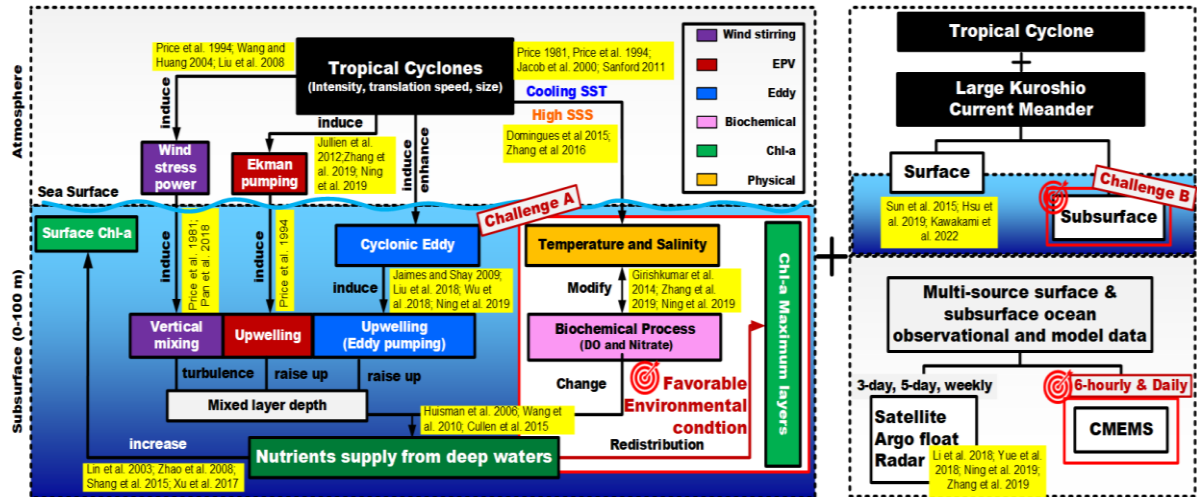 Atmosphere
Subsurface (0-100 m)
Price et al. 1994; Wang and
Huang 2004; Liu et al. 2008
Tropical Cyclones
(Intensity, translation speed, size)
Price 1981, Price et al. 1994;
Jacob et al. 2000; Sanford 2011
Cooling SST
High SSS
Domingues et al 2015;
Zhang et al 2016
Wind stirring
EPV
Eddy
Biochemical
Chl-a
Physical
induce
induce
Jullien et al.
2012;Zhang
et al. 2019; Ning
et al. 2019
induce
enhance
Wind
stress
power
Ekman
pumping
Sea Surface
Challenge A
Surface Chl-a
induce
Price et al. 1981;
Pan et al. 2018
induce
Price et al. 1994
Cyclonic Eddy
induce
Jaimes and Shay 2009;
Liu et al. 2018; Wu et
al .2018; Ning et al. 2019
Temperature and Salinity
Modify
Girishkumar et al.
2014; Zhang et al.
2019; Ning et al. 2019
Biochemical Process
(DO and Nitrate)
Chl-a Maximum layers
Vertical
mixing
Upwelling
Upwelling
(Eddy pumping)
turbulence
raise up
raise up
Mixed layer depth
Change
Favorable
Environmental
condtion
Huisman et al. 2006; Wang et
al. 2010; Cullen et al. 2015
increase
Nutrients supply from deep waters
Redistribution
Lin et al. 2003; Zhao et al. 2008;
Shang et al. 2015; Xu et al. 2017
+
Tropical Cyclone
+
Large Kuroshio
Current Meander
Surface
Sun et al. 2015; Hsu et
al. 2019; Kawakami et
al. 2022
Challenge B
Subsurface
Multi-source surface &
subsurface ocean
observational and model data
3-day, 5-day, weekly
6-hourly & Daily
Satellite
Argo float
Radar
CMEMS
Li et al. 2018; Yue et al.
2018; Ning et al. 2019;
Zhang et al. 2019